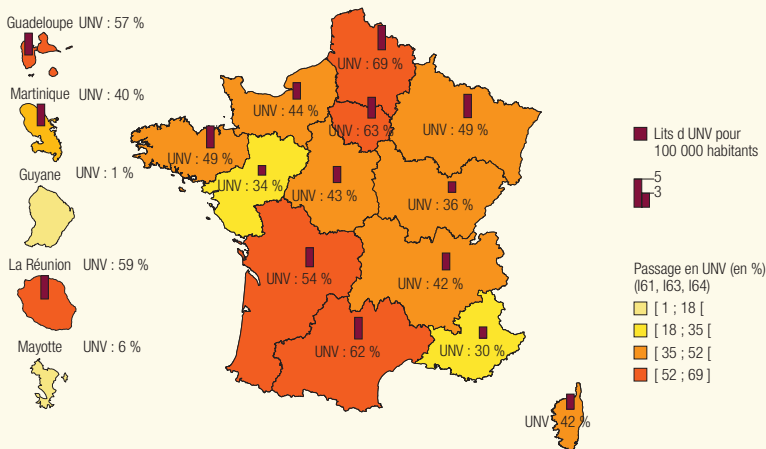 Guadeloupe UNV : 57 %
Martinique UNV : 40 %
Guyane UNV : 1 %
La Réunion UNV : 59 %
Mayotte UNV : 6 %
UNV : 69 %
UNV : 44 %
UNV : 63 %
UNV : 49 %
UNV : 49 %
UNV : 34 %
UNV : 43 %
UNV : 36 %
UNV : 54 %
UNV : 42 %
UNV : 62 %
UNV : 30 %
UNV : 42 %
Lits d UNV pour
100 000 habitants
5
3
Passage en UNV (en %)
(I61, I63, I64)
[ 1 ; 18 [
[ 18 ; 35 [
[ 35 ; 52 [
[ 52 ; 69 ]